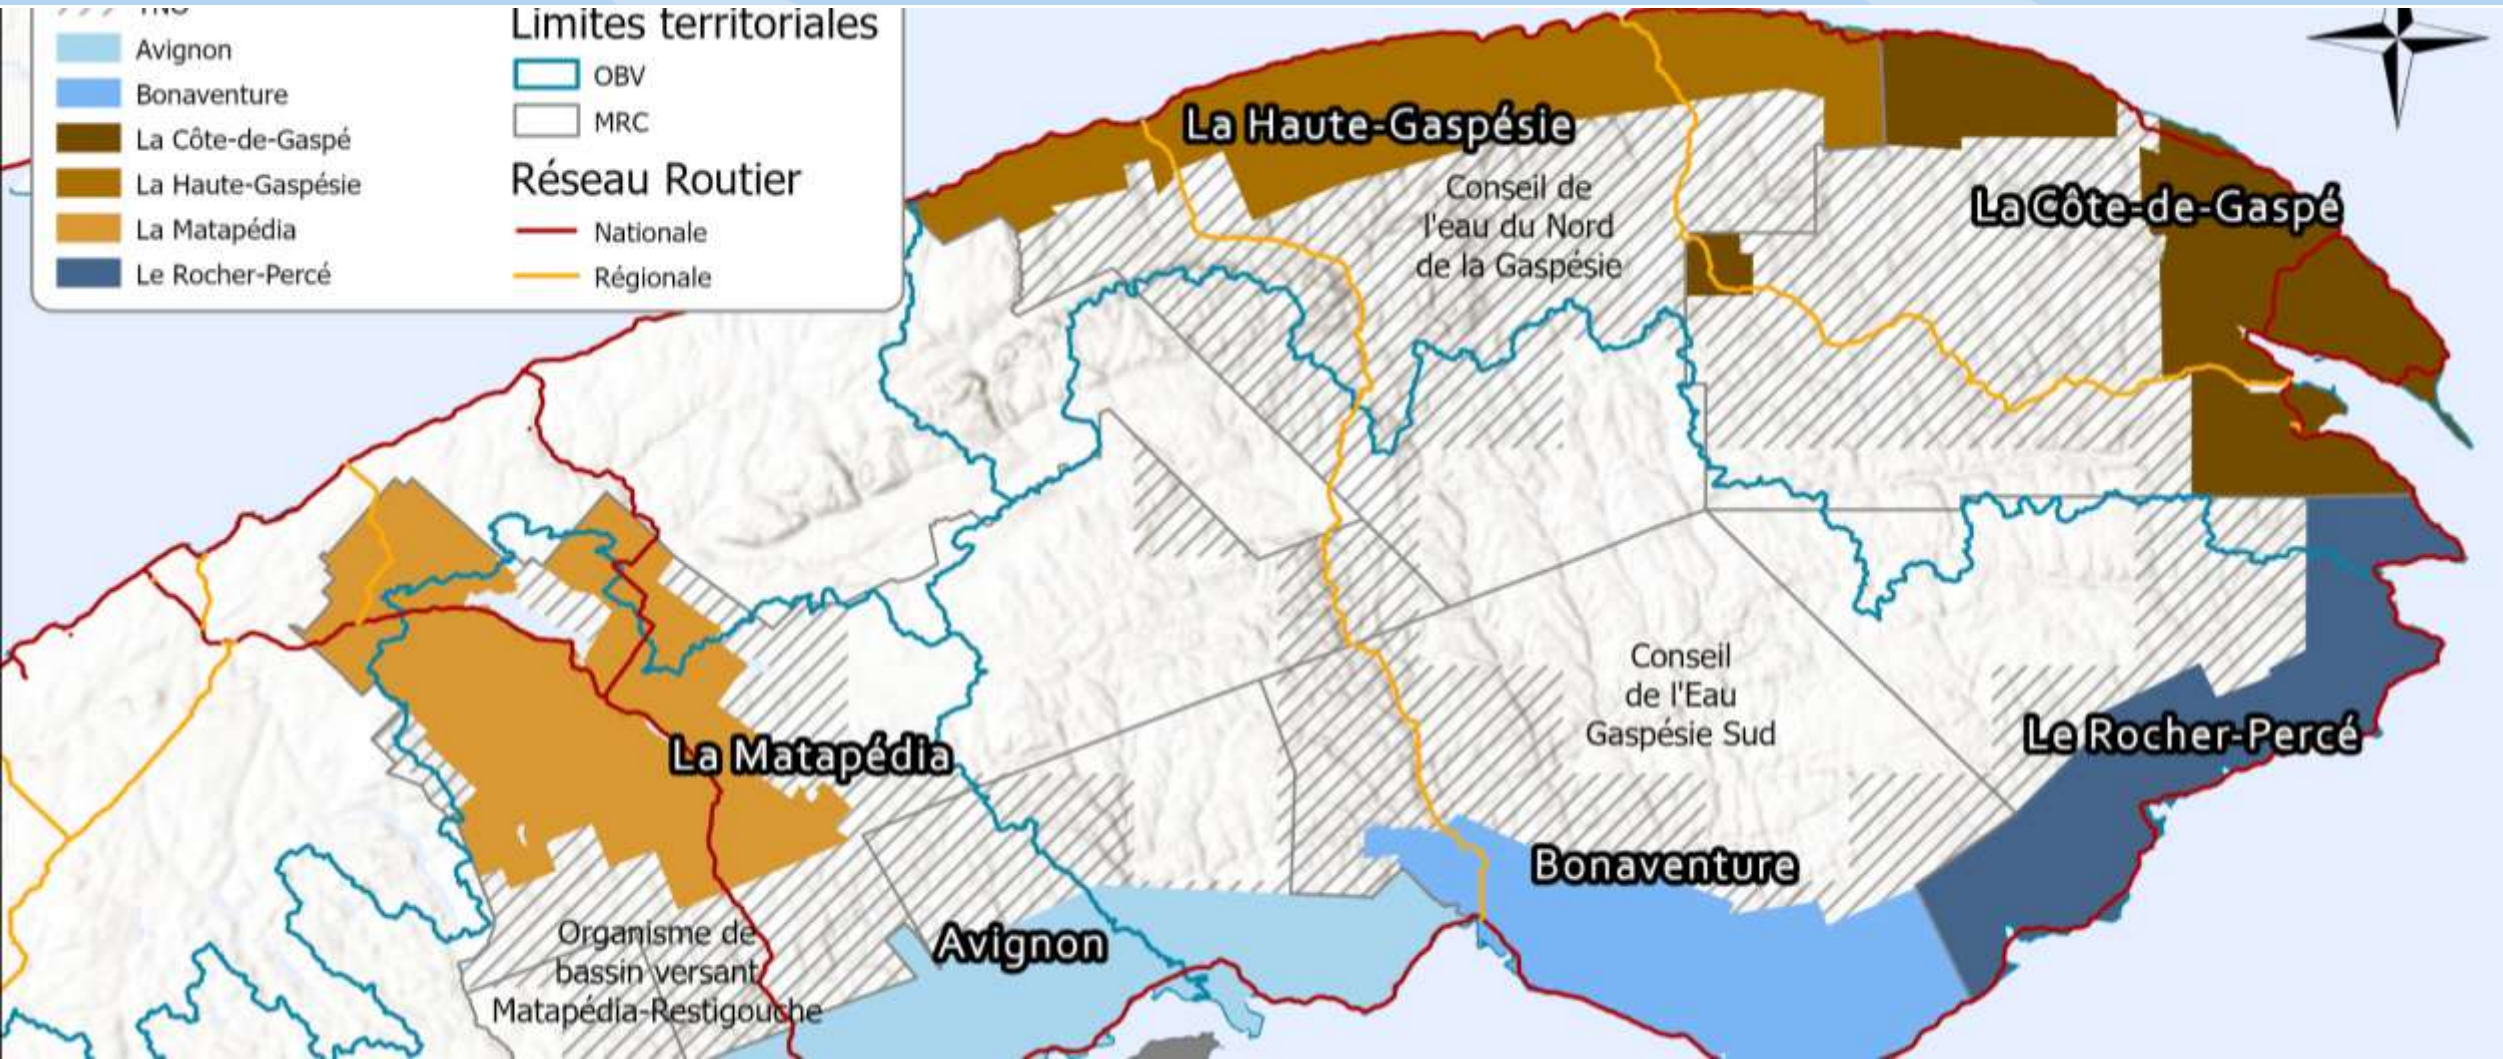 TNO
Avignon
Bonaventure
La Côte-de-Gaspé
La Haute-Gaspésie
La Matapédia
Le Rocher-Percé
Limites territoriales
OBV
MRC
Réseau Routier
Nationale
Régionale
La Haute-Gaspésie
Conseil de
l'eau du Nord
de la Gaspésie
La Côte-de-Gaspé
Conseil
de l'Eau
Gaspésie Sud
Le Rocher-Percé
La Matapédia
Bonaventure
Avignon
Organisme de
bassin versant
Matapédia-Restigouche